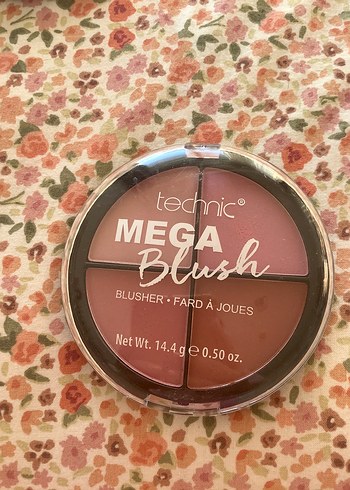 technic®
MEGA
Blush
BLUSHER • FARD À JOUES
Net Wt. 14.4 g ℮ 0.50 oz.